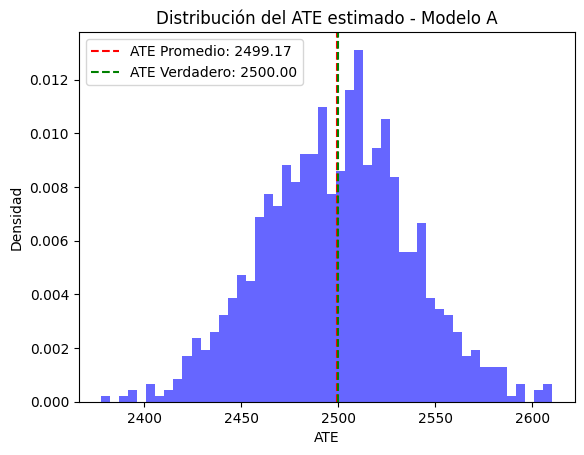 Distribución del ATE estimado - Modelo A
ATE Promedio: 2499.17
ATE Verdadero: 2500.00
Densidad
0.012
0.010
0.008
0.006
0.004
0.002
0.000
2400 2450 2500 2550 2600
ATE